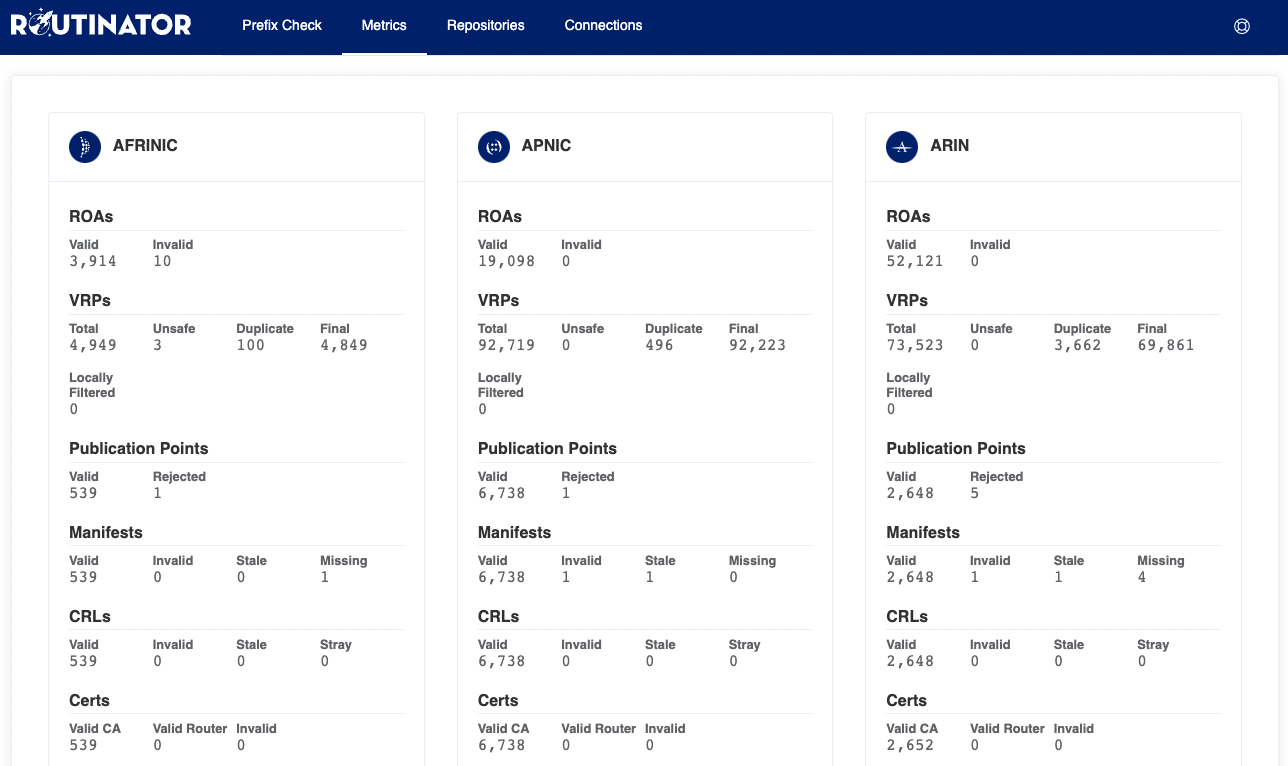 ROUTINATOR Prefix Check Metrics Repositories Connections
AFRINIC
ROAs
Valid Invalid
3,914 10
VRPs
Total Unsafe Duplicate Final
4,949 3 100 4,849
Locally
Filtered
0
Publication Points
Valid Rejected
539 1
Manifests
Valid Invalid Stale Missing
539 0 0 1
CRLs
Valid Invalid Stale Stray
539 0 0 0
Certs
Valid CA Valid Router Invalid
539 0 0
APNIC
ROAs
Valid Invalid
19,098 0
VRPs
Total Unsafe Duplicate Final
92,719 0 496 92,223
Locally
Filtered
0
Publication Points
Valid Rejected
6,738 1
Manifests
Valid Invalid Stale Missing
6,738 1 1 0
CRLs
Valid Invalid Stale Stray
6,738 0 0 0
Certs
Valid CA Valid Router Invalid
6,738 0 0
ARIN
ROAs
Valid Invalid
52,121 0
VRPs
Total Unsafe Duplicate Final
73,523 0 3,662 69,861
Locally
Filtered
0
Publication Points
Valid Rejected
2,648 5
Manifests
Valid Invalid Stale Missing
2,648 1 1 4
CRLs
Valid Invalid Stale Stray
2,648 0 0 0
Certs
Valid CA Valid Router Invalid
2,652 0 0